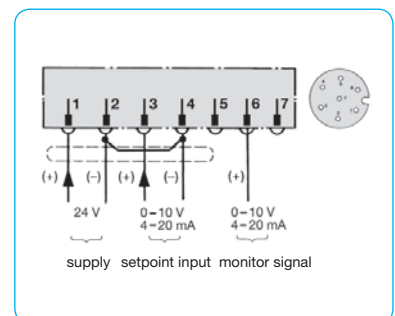 1 2 3 4 5 6 7
(+) (-) (+) (-) (+)
24 V 0-10 V 0-10 V
4-20 mA 4-20 mA
supply setpoint input monitor signal